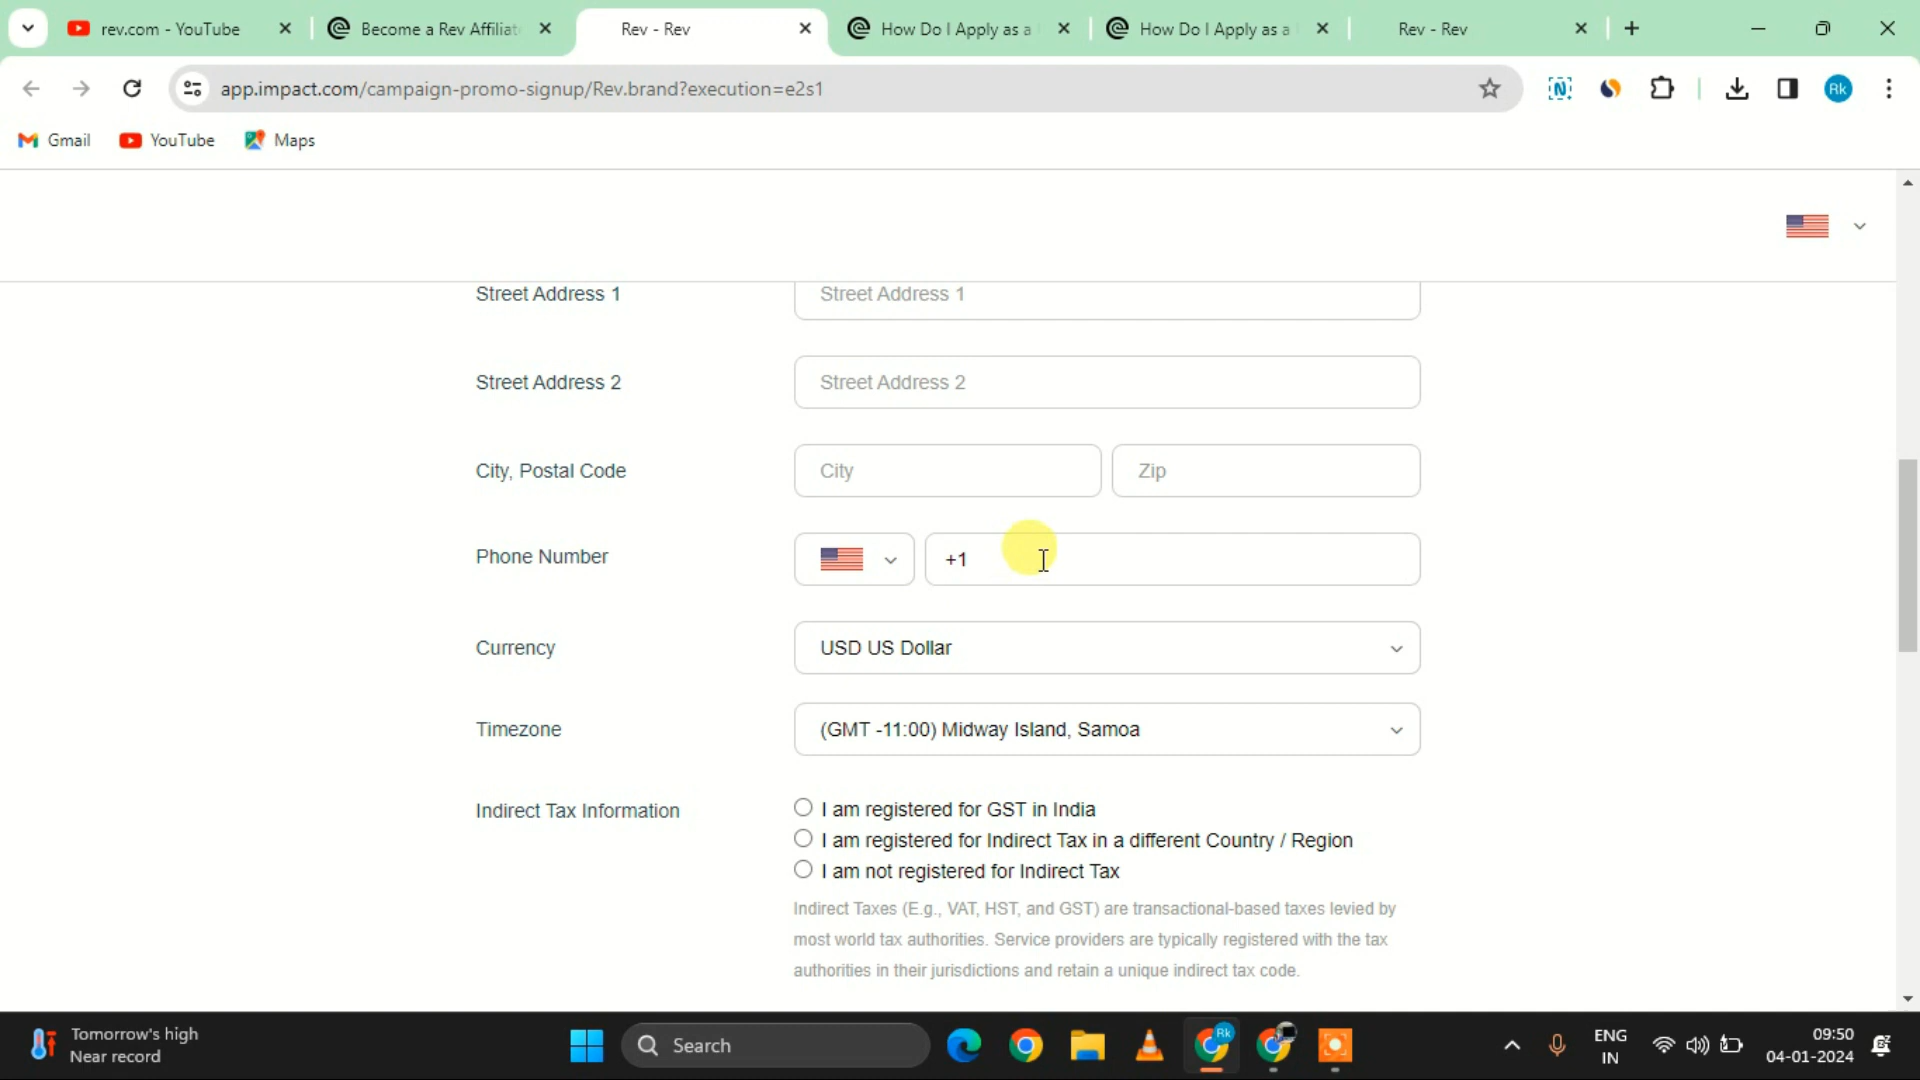 rev.com - YouTube
Become a Rev Affiliat
Rev - Rev
How Do I Apply as a
How Do I Apply as a
Rev - Rev
app.impact.com/campaign-promo-signup/Rev.brand?execution=e2s1
Rk
Gmail
YouTube
Maps
Street Address 1
Street Address 1
Street Address 2
Street Address 2
City, Postal Code
City
Zip
Phone Number
+1
Currency
USD US Dollar
Timezone
(GMT -11:00) Midway Island, Samoa
Indirect Tax Information
I am registered for GST in India
I am registered for Indirect Tax in a different Country / Region
I am not registered for Indirect Tax
Indirect Taxes (E.g., VAT, HST, and GST) are transactional-based taxes levied by
most world tax authorities. Service providers are typically registered with the tax
authorities in their jurisdictions and retain a unique indirect tax code.
Tomorrow's high
Near record
Search
Rk
ENG
IN
09:50
04-01-2024